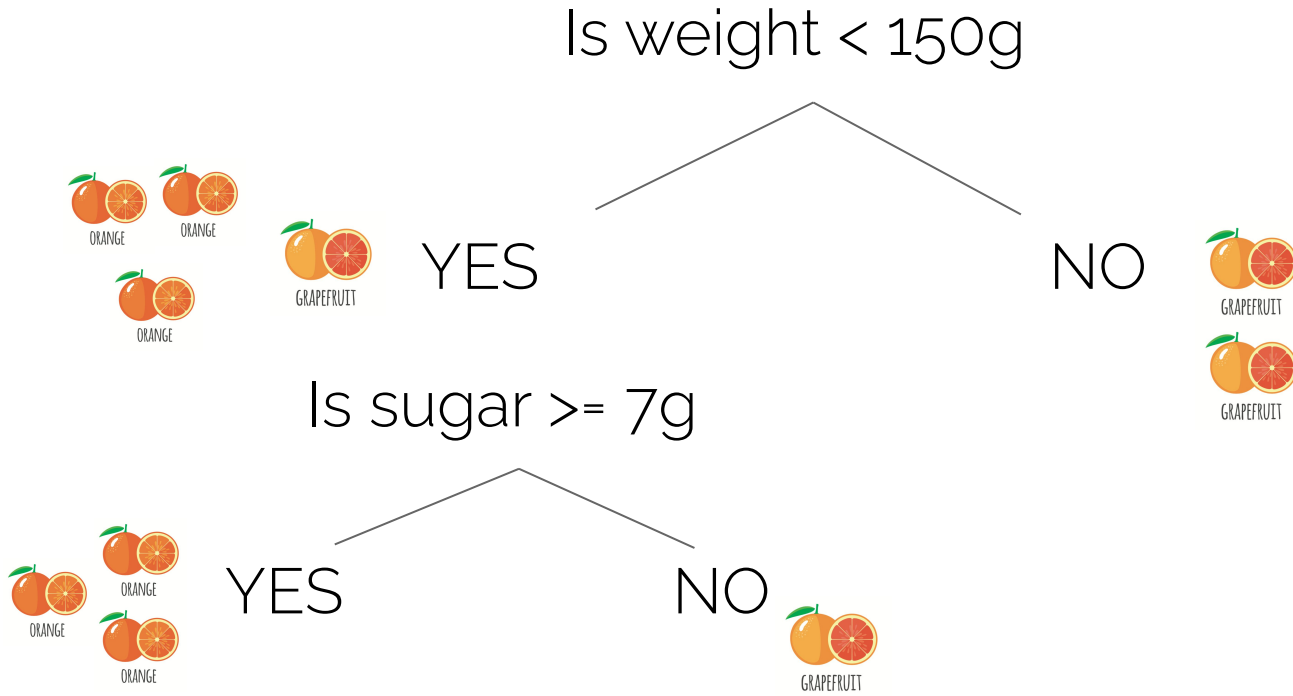 Is weight < 150g
ORANGE
ORANGE
ORANGE
GRAPEFRUIT
YES
NO
GRAPEFRUIT
GRAPEFRUIT
Is sugar >= 7g
ORANGE
ORANGE
ORANGE
YES
NO
GRAPEFRUIT